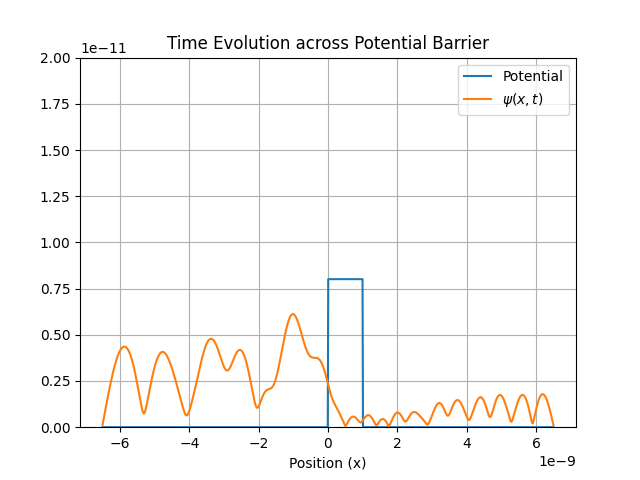 Time Evolution across Potential Barrier
1e−11
2.00
1.75
1.50
1.25
1.00
0.75
0.50
0.25
0.00
Potential
ψ(x, t)
−6 −4 −2 0 2 4 6
Position (x)
1e−9